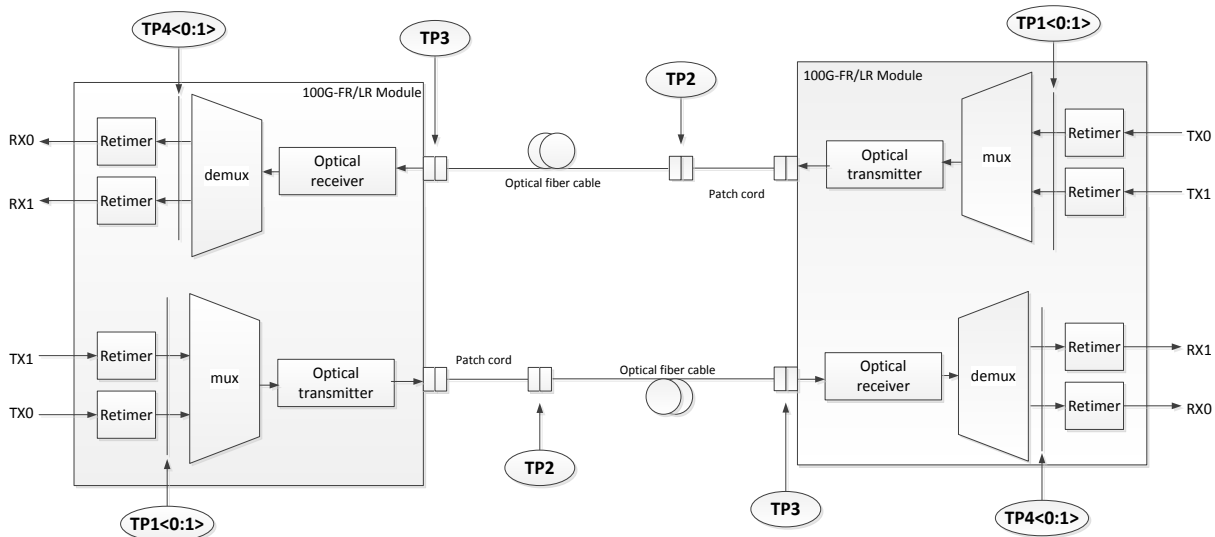 TP4<0:1>
TP3
TP2
TP1<0:1>
100G-FR/LR Module
100G-FR/LR Module
RX0
Retimer
RX1
Retimer
demux
Optical
receiver
Optical fiber cable
Patch cord
Optical
transmitter
mux
Retimer
TX0
Retimer
TX1
TX1
Retimer
TX0
Retimer
mux
Optical
transmitter
Patch cord
Optical fiber cable
Optical
receiver
demux
Retimer
RX1
Retimer
RX0
TP1<0:1>
TP2
TP3
TP4<0:1>